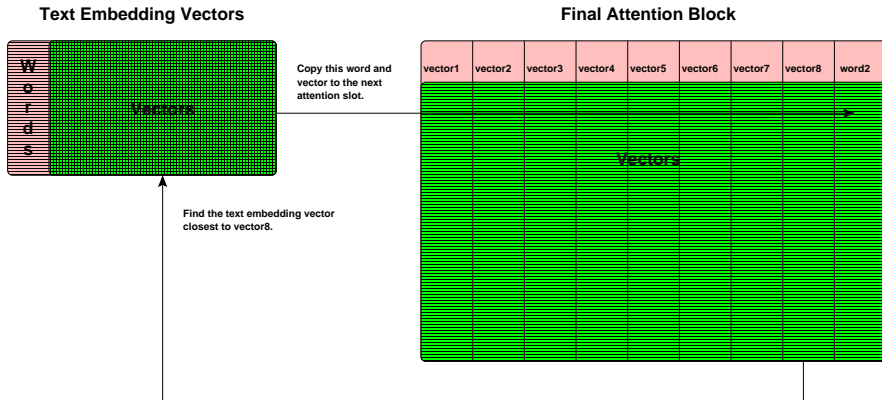 Text Embedding Vectors
Final Attention Block
Words
Vectors
Copy this word and
vector to the next
attention slot.
vector1 vector2 vector3 vector4 vector5 vector6 vector7 vector8 word2
Vectors
Find the text embedding vector
closest to vector8.